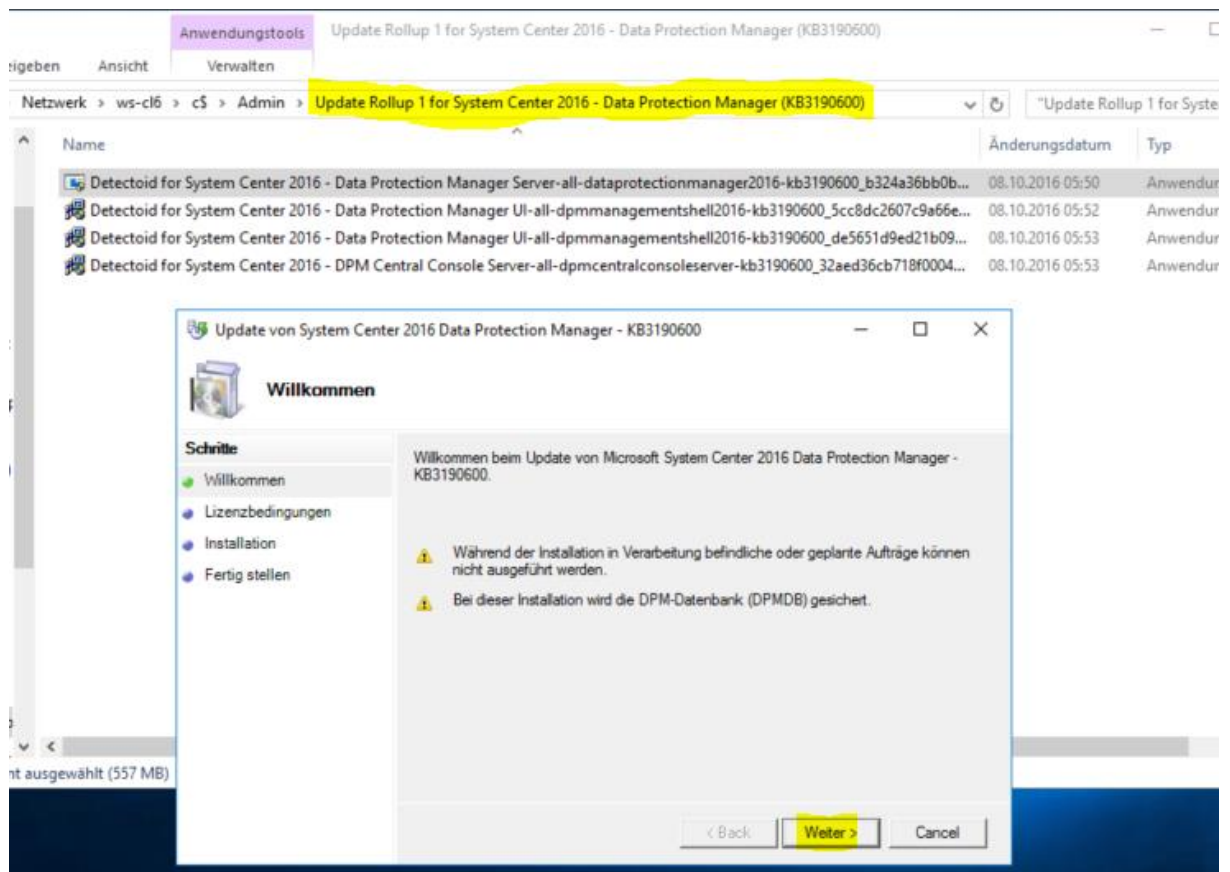 Anwendungstools Update Rollup 1 for System Center 2016 - Data Protection Manager (KB3190600)
eigeben Ansicht Verwalten
Netzwerk > ws-cl6 > c$ > Admin > Update Rollup 1 for System Center 2016 - Data Protection Manager (KB3190600) "Update Rollup 1 for Syste
Name Änderungsdatum Typ
Detectoid for System Center 2016 - Data Protection Manager Server-all-dataprotectionmanager2016-kb3190600_b324a36bb0b... 08.10.2016 05:50 Anwendur
Detectoid for System Center 2016 - Data Protection Manager UI-all-dpmmanagementshell2016-kb3190600_5cc8dc2607c9a66e... 08.10.2016 05:52 Anwendur
Detectoid for System Center 2016 - Data Protection Manager UI-all-dpmmanagementshell2016-kb3190600_de5651d9ed21b09... 08.10.2016 05:53 Anwendur
Detectoid for System Center 2016 - DPM Central Console Server-all-dpmcentralconsoleserver-kb3190600_32aed36cb718f0004... 08.10.2016 05:53 Anwendur
Update von System Center 2016 Data Protection Manager - KB3190600
Willkommen
Schritte
Willkommen
Lizenzbedingungen
Installation
Fertig stellen
Willkommen beim Update von Microsoft System Center 2016 Data Protection Manager -
KB3190600.
Während der Installation in Verarbeitung befindliche oder geplante Aufträge können
nicht ausgeführt werden.
Bei dieser Installation wird die DPM-Datenbank (DPMDB) gesichert.
nt ausgewählt (557 MB)
< Back Weiter > Cancel